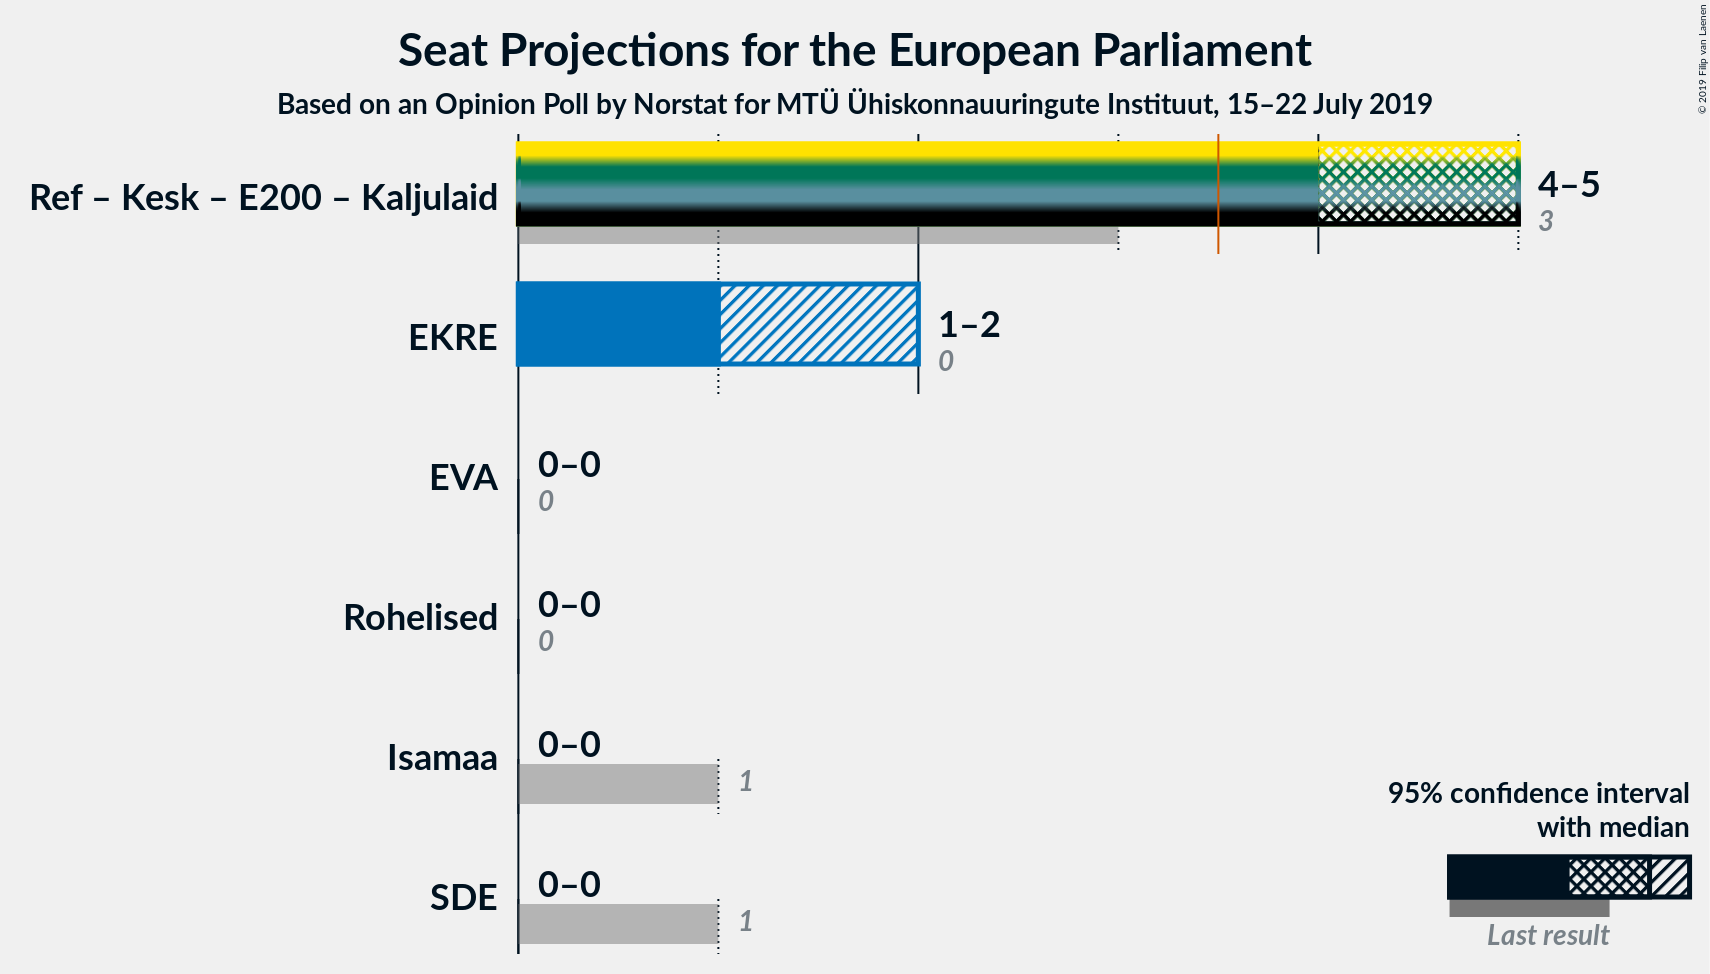 Seat Projections for the European Parliament
Based on an Opinion Poll by Norstat for MTÜ Ühiskonnauuringute Instituut, 15–22 July 2019
© 2019 Filip van Laenen
Ref – Kesk – E200 – Kaljulaid
4–5
3
EKRE
1–2
0
EVA
0–0
0
Rohelised
0–0
0
Isamaa
0–0
1
SDE
0–0
1
95% confidence interval
with median
Last result